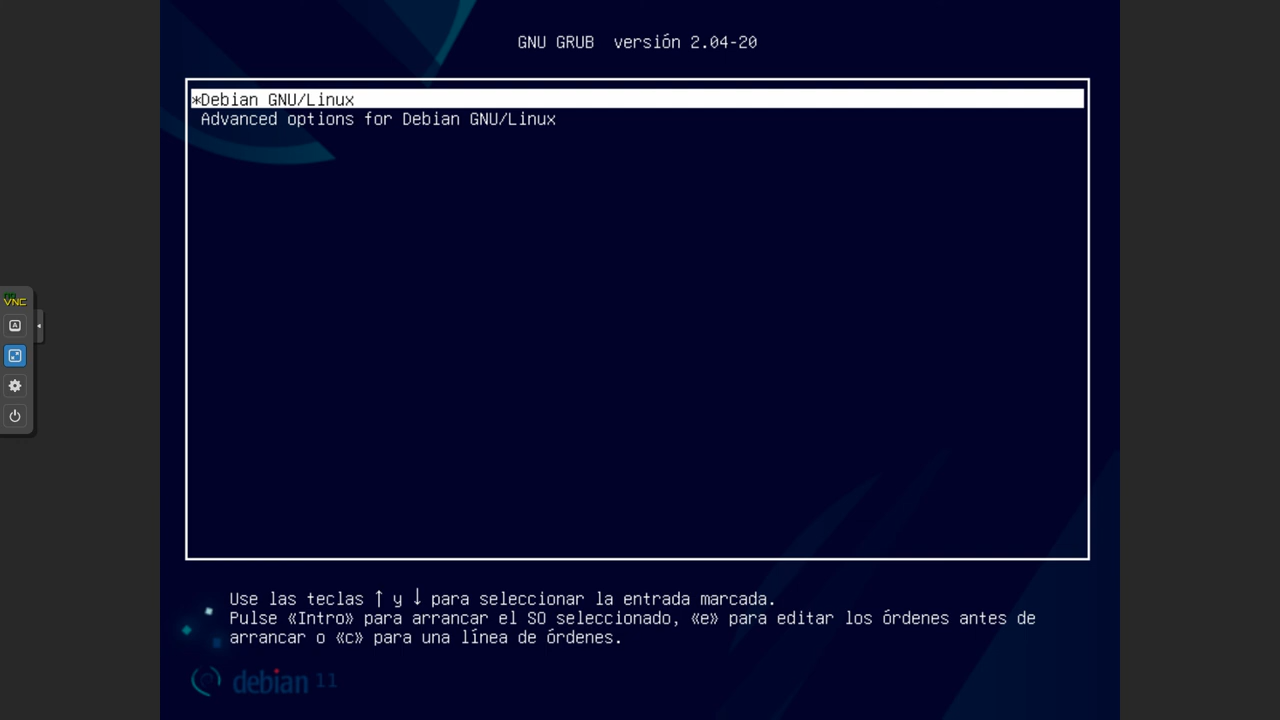 GNU GRUB  versión 2.04-20
*Debian GNU/Linux
Advanced options for Debian GNU/Linux
VNC
A
Use las teclas ↑ y ↓ para seleccionar la entrada marcada.
Pulse «Intro» para arrancar el SO seleccionado, «e» para editar los órdenes antes de
arrancar o «c» para una línea de órdenes.
debian 11